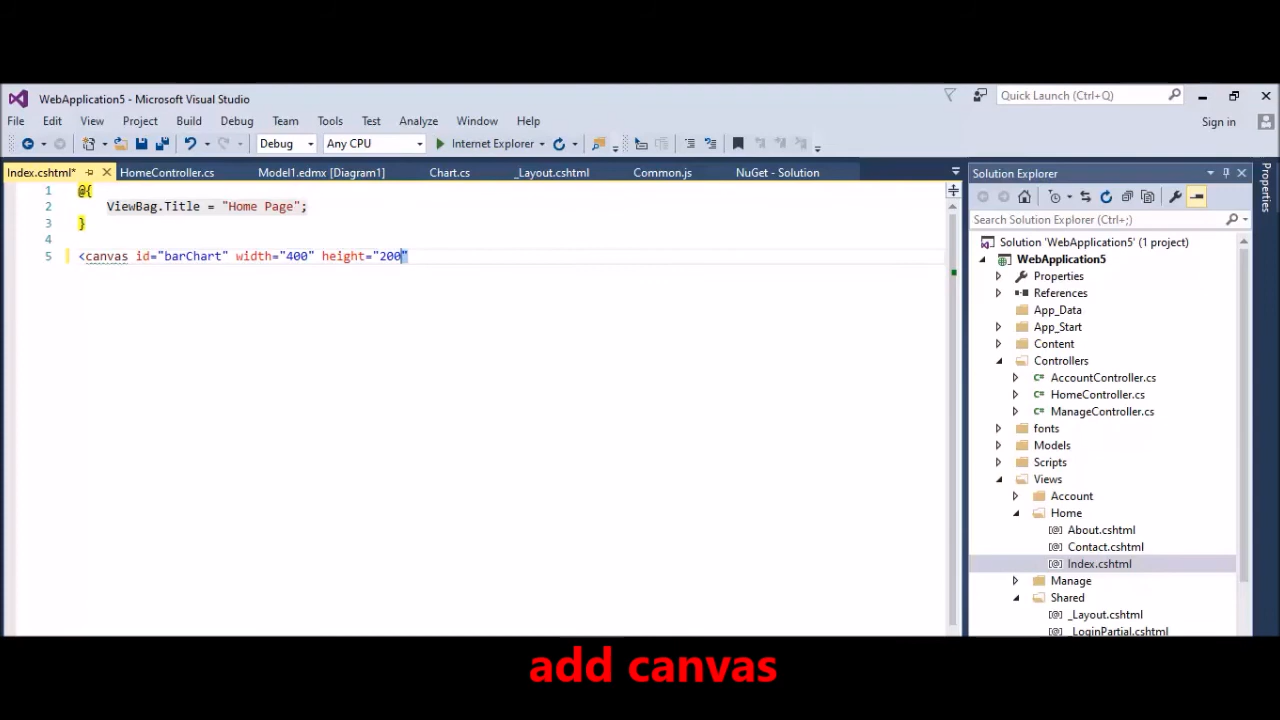 WebApplication5 - Microsoft Visual Studio
Quick Launch (Ctrl+Q)
File Edit View Project Build Debug Team Tools Test Analyze Window Help
Sign in
Debug Any CPU Internet Explorer
Index.cshtml* HomeController.cs Model1.edmx [Diagram1] Chart.cs _Layout.cshtml Common.js NuGet - Solution
1 @{
2 ViewBag.Title = "Home Page";
3 }
4
5 <canvas id="barChart" width="400" height="200"
Solution Explorer
Search Solution Explorer (Ctrl+;)
Solution 'WebApplication5' (1 project)
WebApplication5
Properties
References
App_Data
App_Start
Content
Controllers
C# AccountController.cs
C# HomeController.cs
C# ManageController.cs
fonts
Models
Scripts
Views
Account
Home
[@] About.cshtml
[@] Contact.cshtml
[@] Index.cshtml
Manage
Shared
[@] _Layout.cshtml
[@] _LoginPartial.cshtml
Properties
add canvas